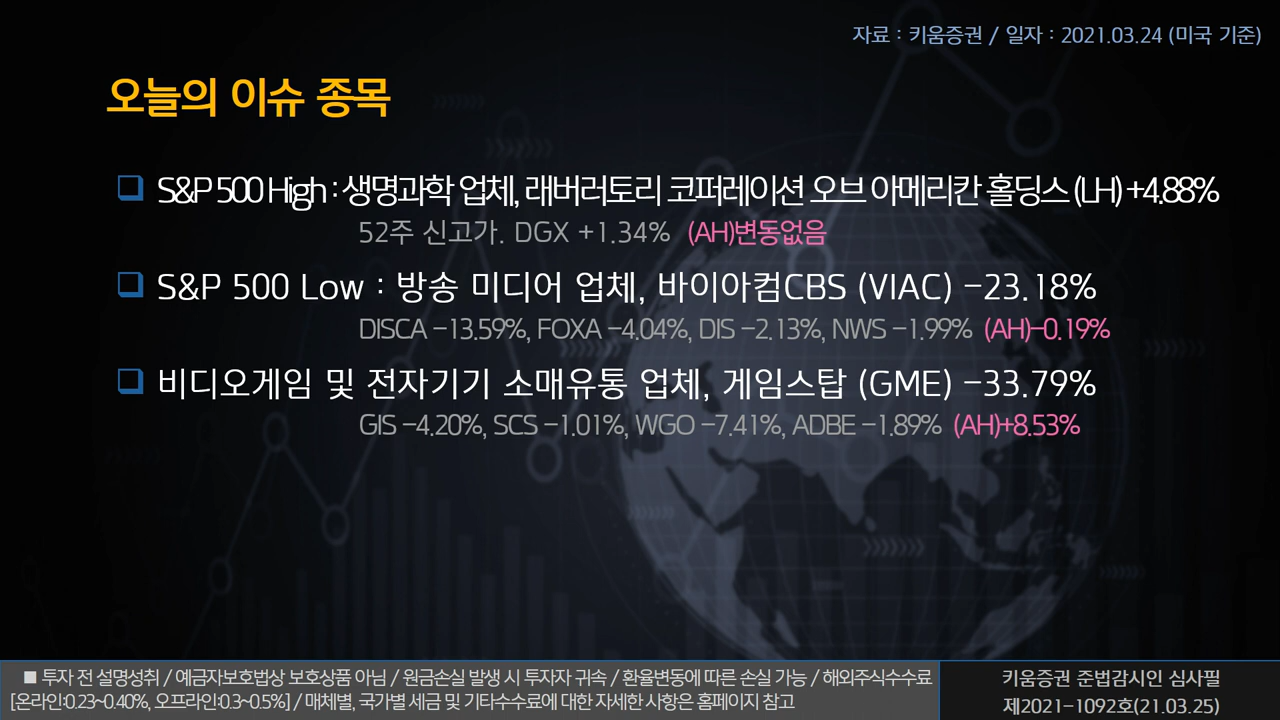 자료 : 키움증권 / 일자 : 2021.03.24 (미국 기준)
오늘의 이슈 종목
S&P 500 High : 생명과학 업체, 래버러토리 코퍼레이션 오브 아메리칸 홀딩스 (LH) +4.88%
52주 신고가. DGX +1.34% (AH)변동없음
S&P 500 Low : 방송 미디어 업체, 바이아컴CBS (VIAC) -23.18%
DISCA -13.59%, FOXA -4.04%, DIS -2.13%, NWS -1.99% (AH)-0.19%
비디오게임 및 전자기기 소매유통 업체, 게임스탑 (GME) -33.79%
GIS -4.20%, SCS -1.01%, WGO -7.41%, ADBE -1.89% (AH)+8.53%
■ 투자 전 설명성취 / 예금자보호법상 보호상품 아님 / 원금손실 발생 시 투자자 귀속 / 환율변동에 따른 손실 가능 / 해외주식수수료
[온라인:0.23~0.40%, 오프라인:0.3~0.5%] / 매체별, 국가별 세금 및 기타수수료에 대한 자세한 사항은 홈페이지 참고
키움증권 준법감시인 심사필
제2021-1092호(21.03.25)